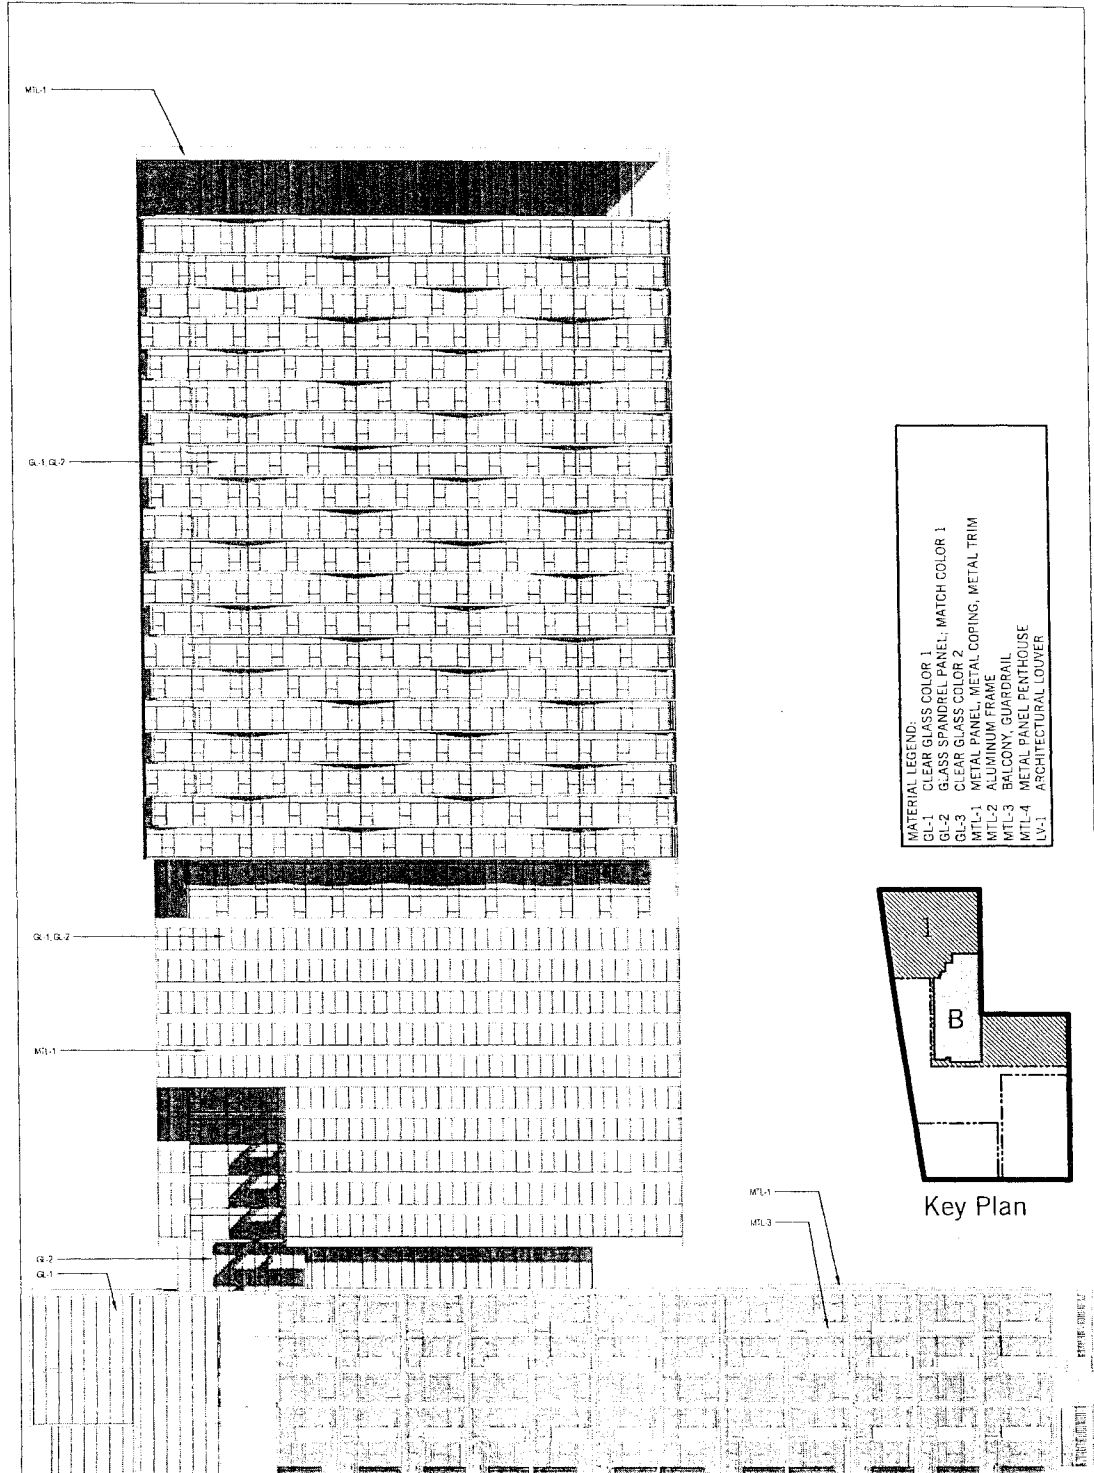 MTL-1
GL-1, GL-2
GL-1, GL-2
MTL-1
GL-2
GL-1
MTL-1
MTL-3
MATERIAL LEGEND:
GL-1 CLEAR GLASS COLOR 1
GL-2 GLASS SPANDREL PANEL; MATCH COLOR 1
GL-3 CLEAR GLASS COLOR 2
MTL-1 METAL PANEL, METAL COPING, METAL TRIM
MTL-2 ALUMINUM FRAME
MTL-3 BALCONY, GUARDRAIL
MTL-4 METAL PANEL PENTHOUSE
LV-1 ARCHITECTURAL LOUVER
B
Key Plan